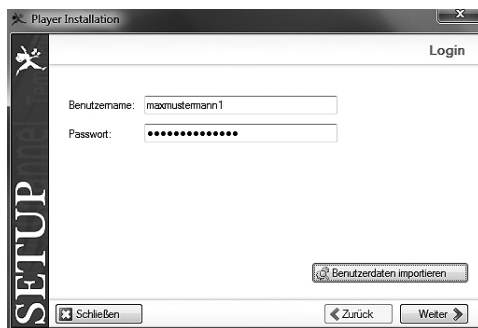 Player Installation
Login
Benutzername: maxmustermann1
Passwort: ●●●●●●●●●●●●●●
SETUP
Benutzerdaten importieren
Schließen
Zurück
Weiter